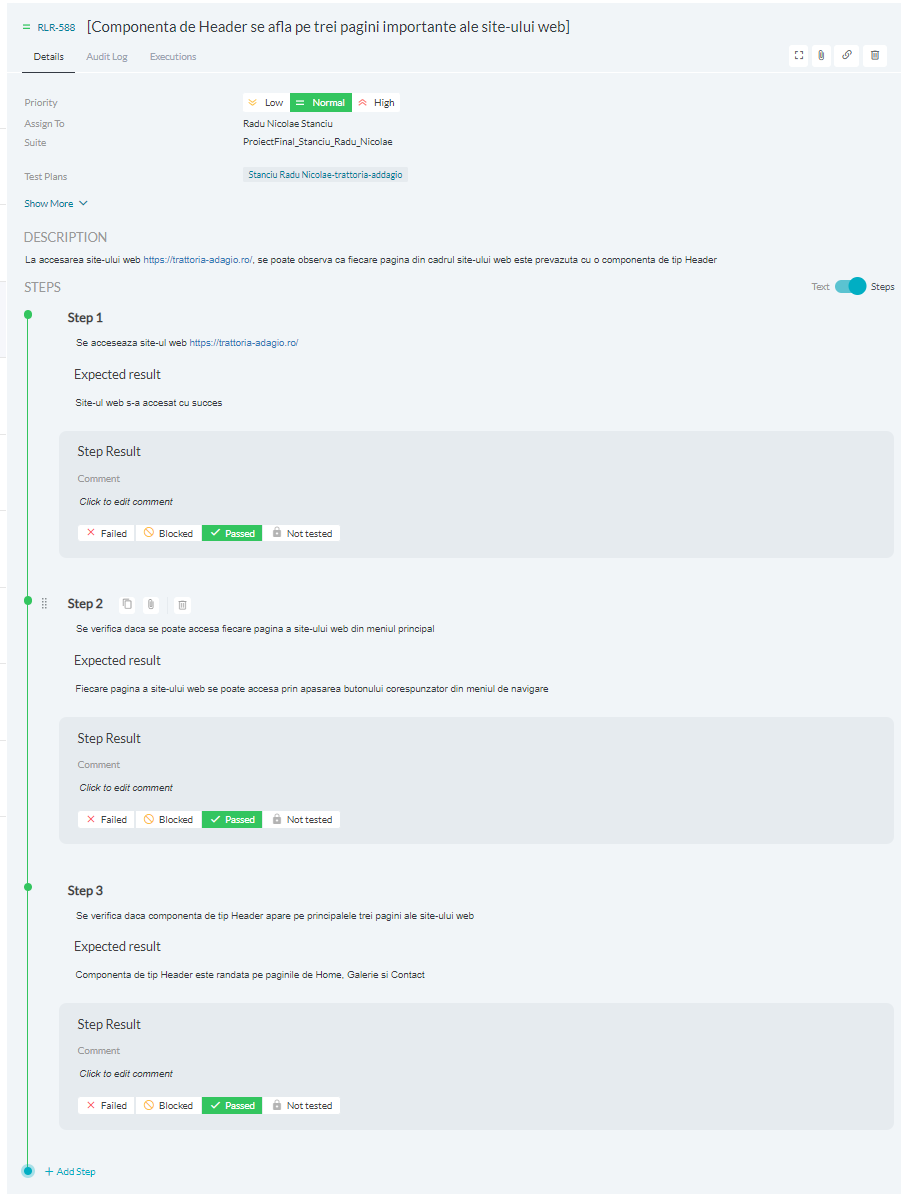 RLR-588 [Componenta de Header se afla pe trei pagini importante ale site-ului web]
Details Audit Log Executions
Priority Low Normal High
Assign To Radu Nicolae Stanciu
Suite ProiectFinal_Stanciu_Radu_Nicolae
Test Plans Stanciu Radu Nicolae-trattoria-addagio
Show More
DESCRIPTION
La accesarea site-ului web https://trattoria-adagio.ro/, se poate observa ca fiecare pagina din cadrul site-ului web este prevazuta cu o componenta de tip Header
STEPS Text Steps
Step 1
Se acceseaza site-ul web https://trattoria-adagio.ro/
Expected result
Site-ul web s-a accesat cu succes
Step Result
Comment
Click to edit comment
Failed Blocked Passed Not tested
Step 2
Se verifica daca se poate accesa fiecare pagina a site-ului web din meniul principal
Expected result
Fiecare pagina a site-ului web se poate accesa prin apasarea butonului corespunzator din meniul de navigare
Step Result
Comment
Click to edit comment
Failed Blocked Passed Not tested
Step 3
Se verifica daca componenta de tip Header apare pe principalele trei pagini ale site-ului web
Expected result
Componenta de tip Header este randata pe paginile de Home, Galerie si Contact
Step Result
Comment
Click to edit comment
Failed Blocked Passed Not tested
+ Add Step